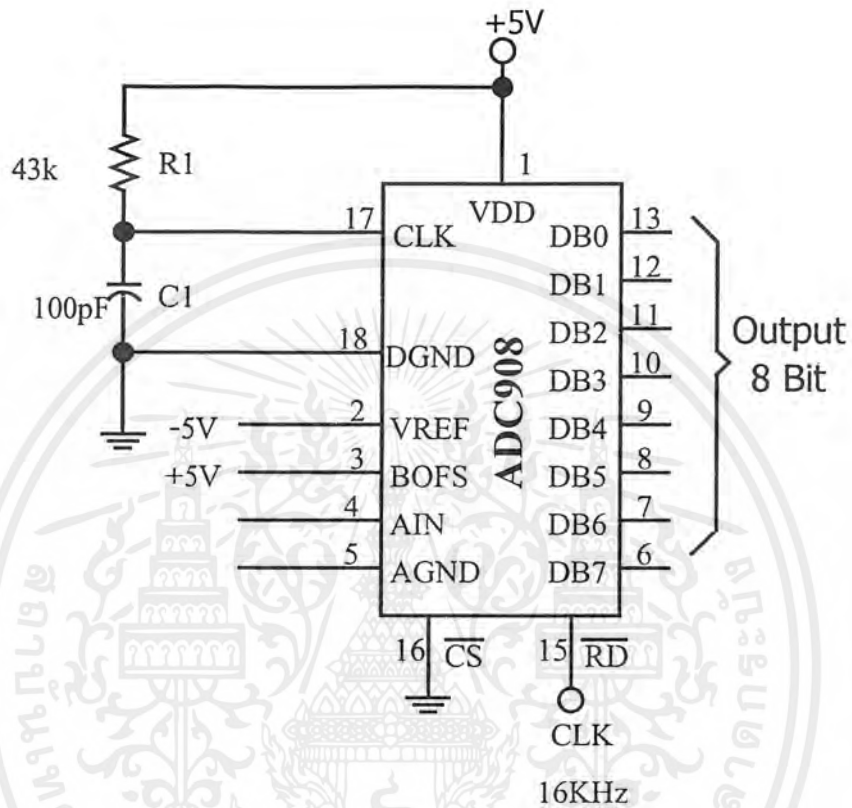 +5V
43k
R1
1
17
CLK
VDD
DB0
13
DB1
12
100pF
C1
DB2
11
18
DGND
DB3
10
Output
8 Bit
ADC908
-5V
2
VREF
DB4
9
+5V
3
BOFS
DB5
8
4
AIN
DB6
7
5
AGND
DB7
6
16
CS
15
RD
CLK
16KHz